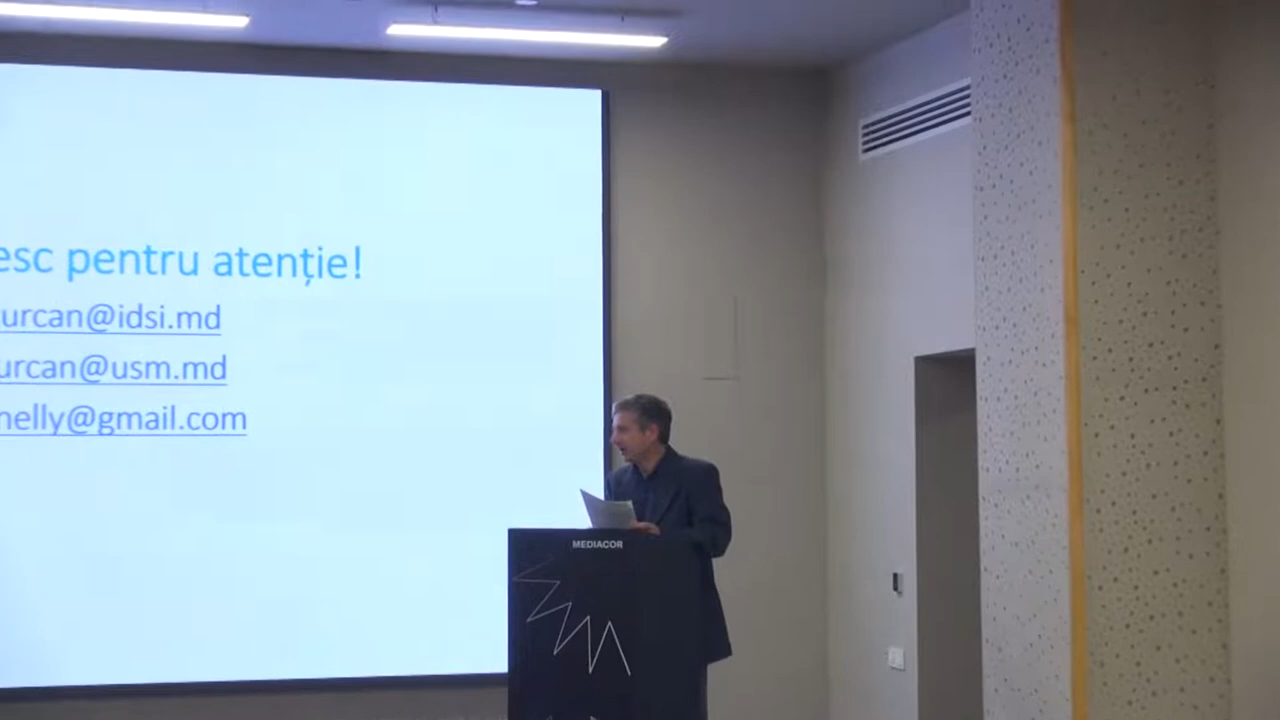 esc pentru atenție!
urcan@idsi.md
urcan@usm.md
nelly@gmail.com
MEDIACOR